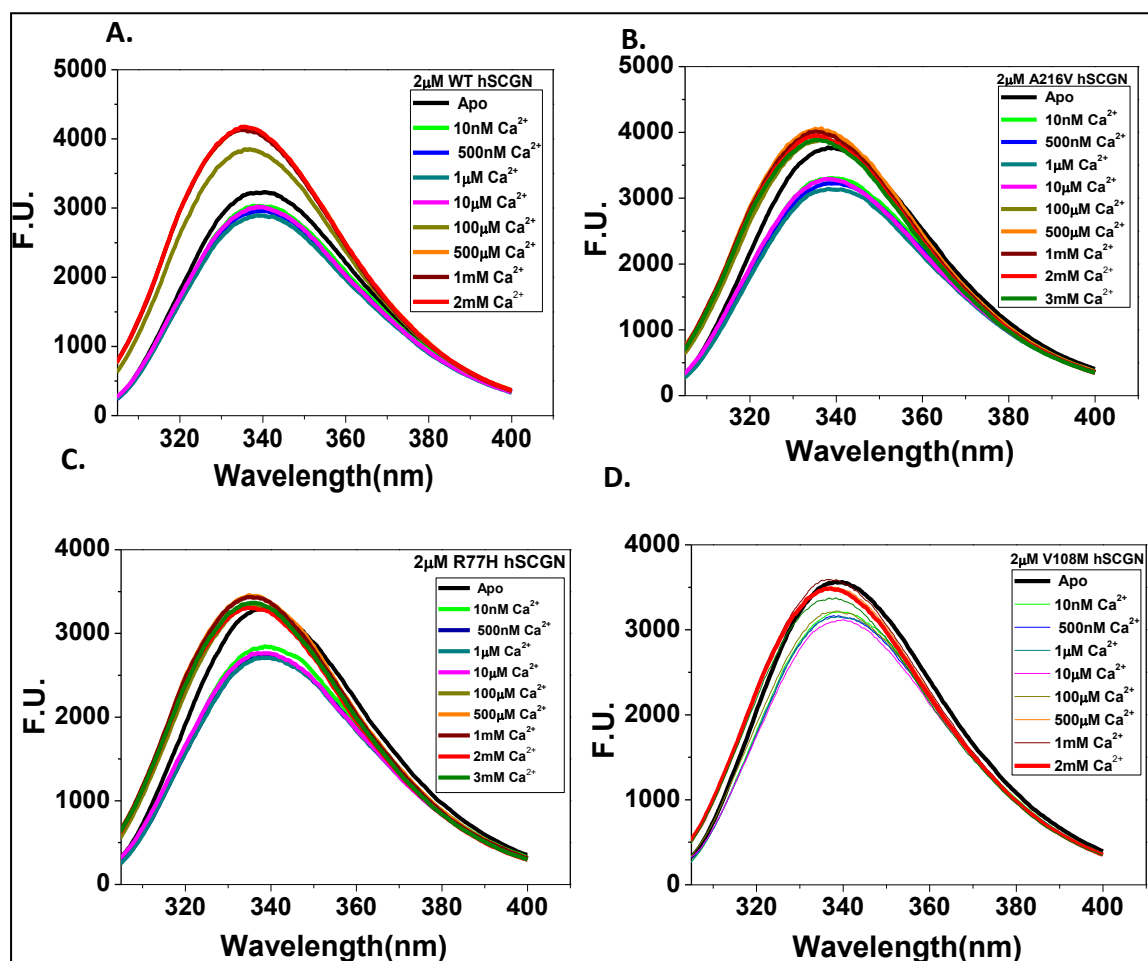 A.
2μM WT hSCGN
Apo
10nM Ca²⁺
500nM Ca²⁺
1μM Ca²⁺
10μM Ca²⁺
100μM Ca²⁺
500μM Ca²⁺
1mM Ca²⁺
2mM Ca²⁺
5000
4000
3000
2000
1000
0
F.U.
320
340
360
380
400
Wavelength(nm)
B.
2μM A216V hSCGN
Apo
10nM Ca²⁺
500nM Ca²⁺
1μM Ca²⁺
10μM Ca²⁺
100μM Ca²⁺
500μM Ca²⁺
1mM Ca²⁺
2mM Ca²⁺
3mM Ca²⁺
5000
4000
3000
2000
1000
0
F.U.
320
340
360
380
400
Wavelength(nm)
C.
2μM R77H hSCGN
Apo
10nM Ca²⁺
500nM Ca²⁺
1μM Ca²⁺
10μM Ca²⁺
100μM Ca²⁺
500μM Ca²⁺
1mM Ca²⁺
2mM Ca²⁺
3mM Ca²⁺
4000
3000
2000
1000
0
F.U.
320
340
360
380
400
Wavelength(nm)
D.
2μM V108M hSCGN
Apo
10nM Ca²⁺
500nM Ca²⁺
1μM Ca²⁺
10μM Ca²⁺
100μM Ca²⁺
500μM Ca²⁺
1mM Ca²⁺
2mM Ca²⁺
4000
3000
2000
1000
0
F.U.
320
340
360
380
400
Wavelength(nm)